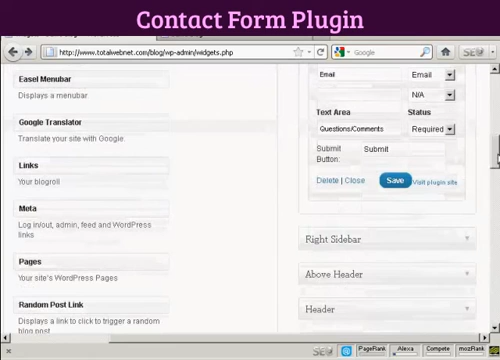 Contact Form Plugin
http://www.totalwebnet.com/blog/wp-admin/widgets.php
Google
SEO
Easel Menubar
Displays a menubar
Google Translator
Translate your site with Google.
Links
Your blogroll
Meta
Log in/out, admin, feed and WordPress
links
Pages
Your site's WordPress Pages
Random Post Link
Displays a link to click to trigger a random
blog post
Email
Email
N/A
Text Area
Status
Questions/Comments
Required
Submit
Button:
Submit
Delete | Close
Save
Visit plugin site
Right Sidebar
Above Header
Header
SEO
PageRank
Alexa
Compete
mozRank